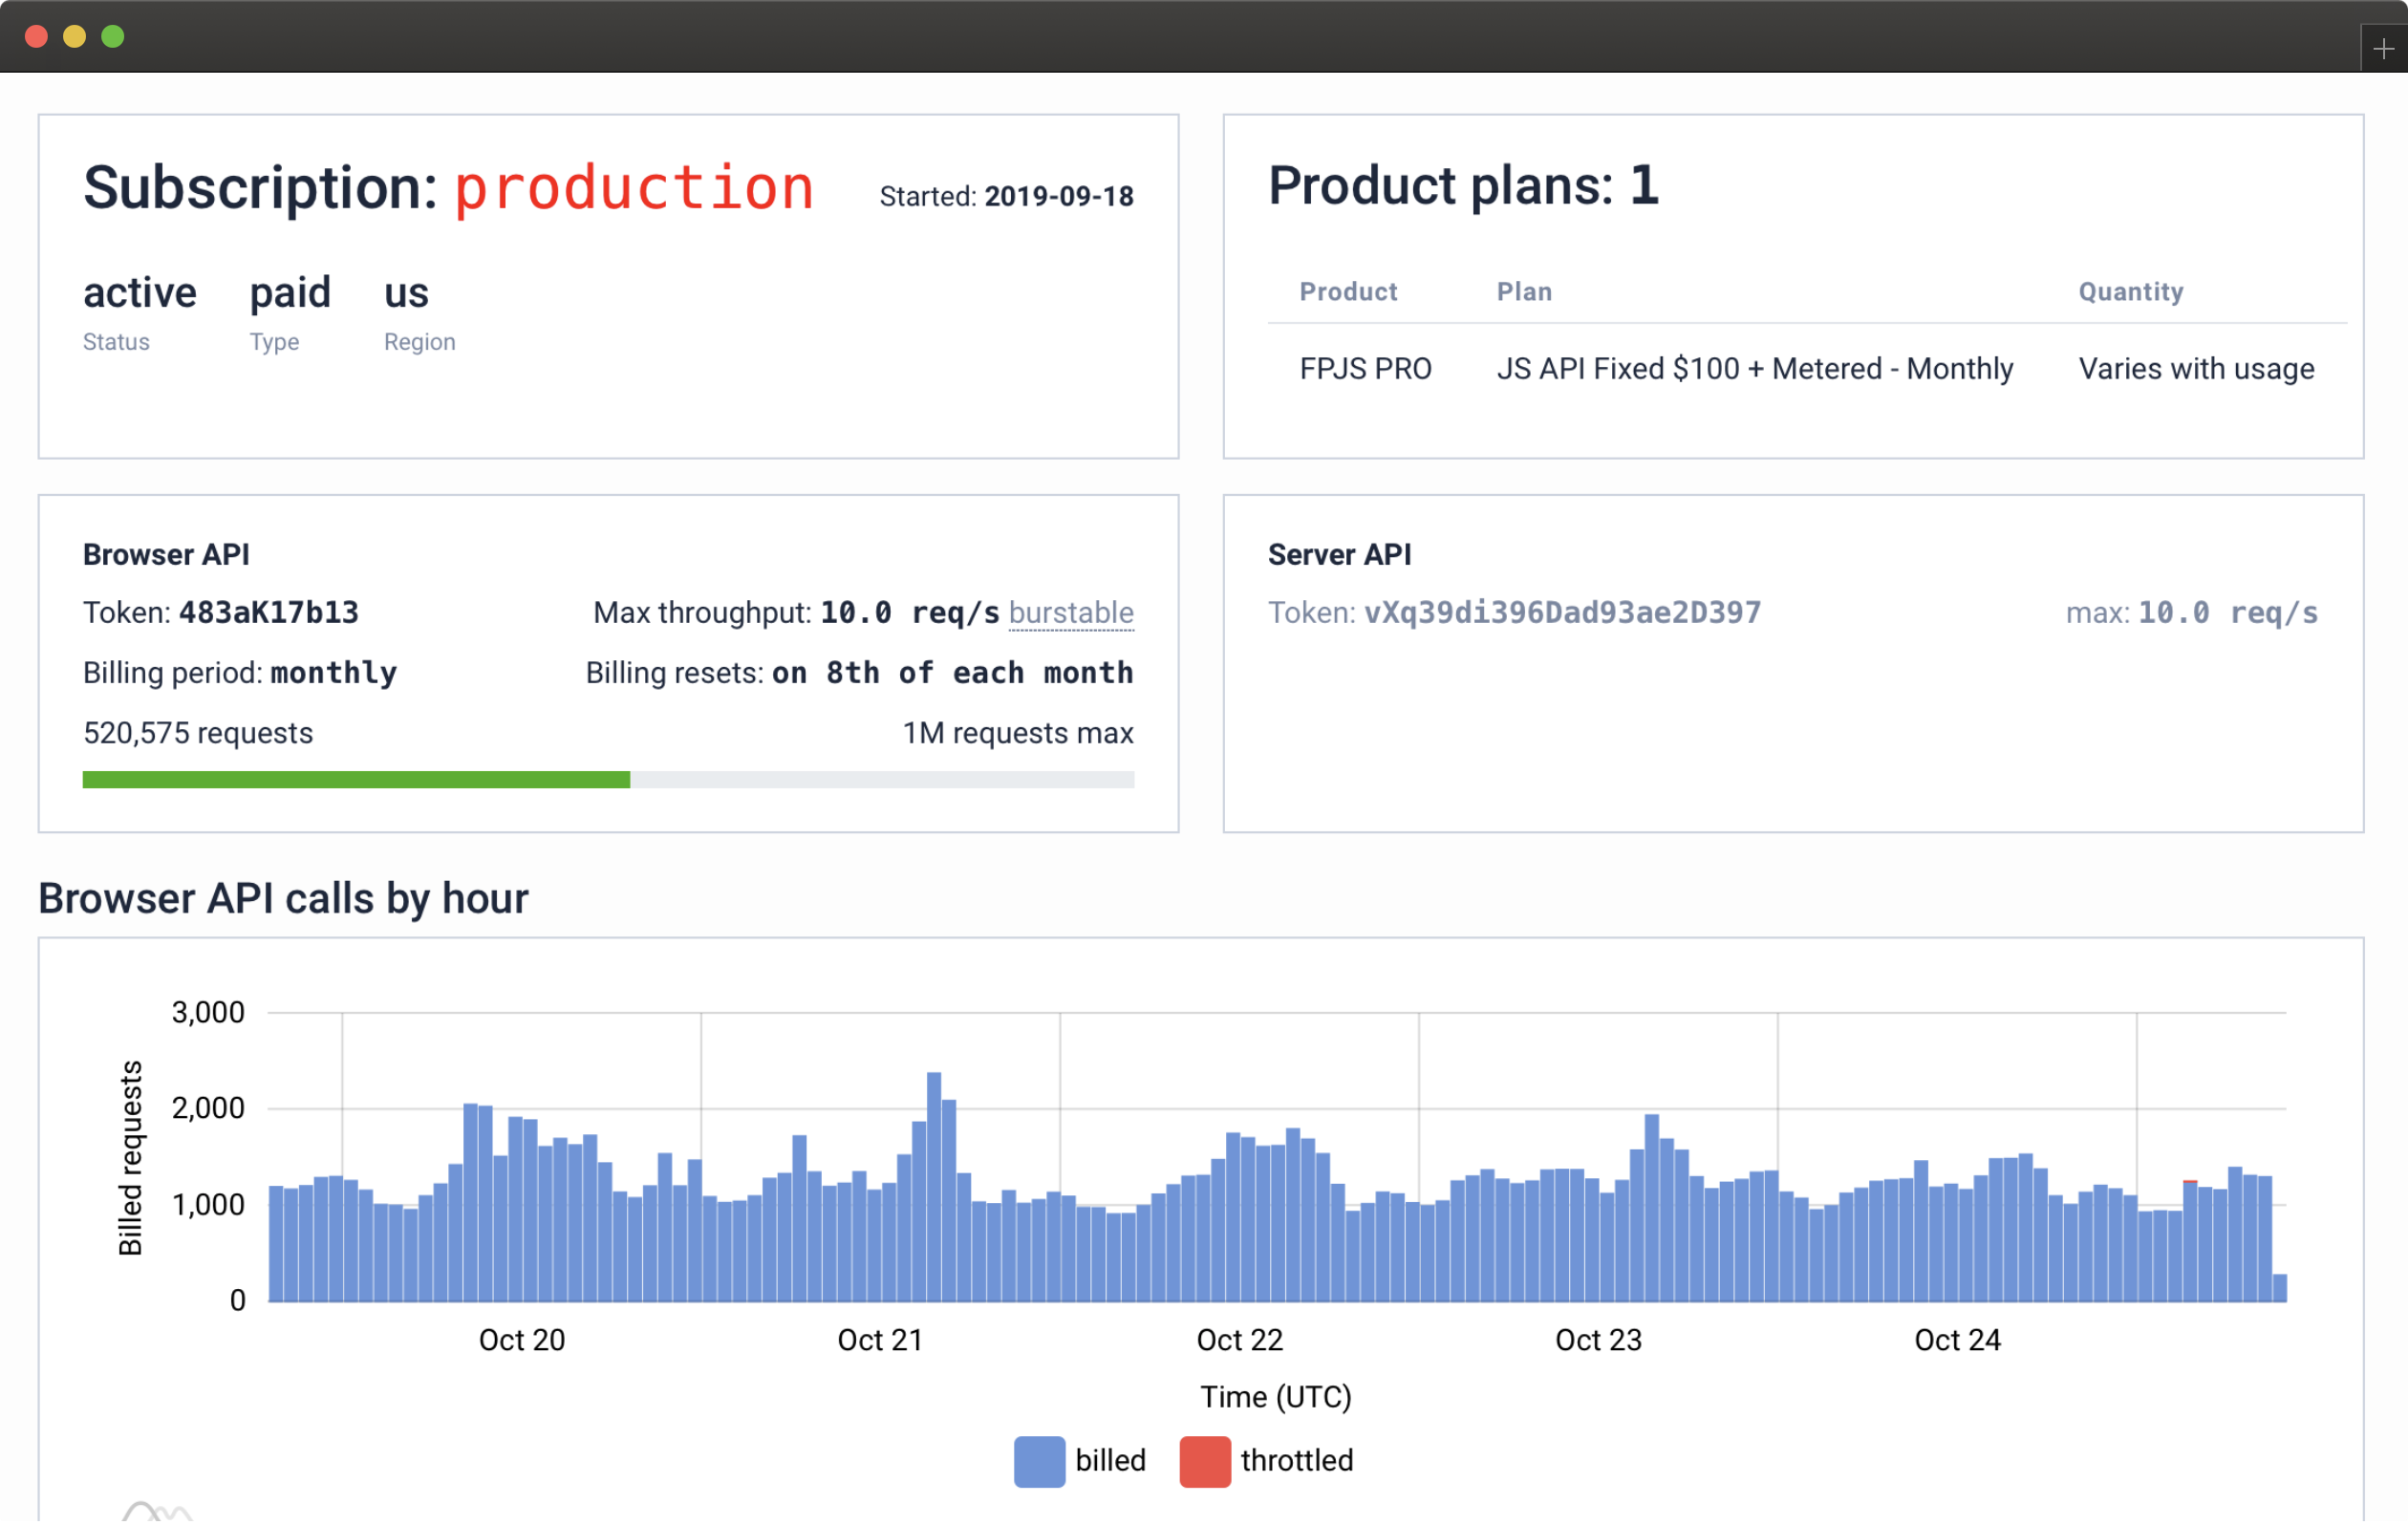 Subscription: production
Started: 2019-09-18
active paid us
Status Type Region
Product plans: 1
Product Plan Quantity
FPJS PRO JS API Fixed $100 + Metered - Monthly Varies with usage
Browser API
Token: 483aK17b13
Max throughput: 10.0 req/s burstable
Billing period: monthly
Billing resets: on 8th of each month
520,575 requests
1M requests max
Server API
Token: vXq39di396Dad93ae2D397
max: 10.0 req/s
Browser API calls by hour
Billed requests
3,000
2,000
1,000
0
Oct 20 Oct 21 Oct 22 Oct 23 Oct 24
Time (UTC)
billed throttled